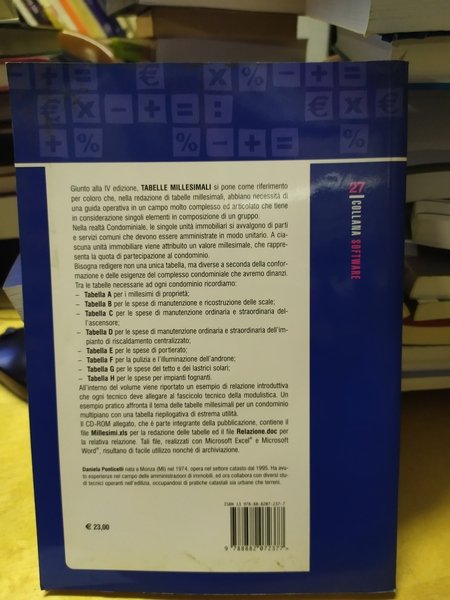 Giunto alla IV edizione, TABELLE MILLESIMALI si pone come riferimento
per coloro che, nella redazione di tabelle millesimali, abbiano necessità di
una guida operativa in un campo molto complesso ed articolato che tiene
in considerazione singoli elementi in composizione di un gruppo.
Nella realtà Condominiale, le singole unità immobiliari si avvalgono di parti
e servizi comuni che devono essere amministrate in modo unitario. A cia-
scuna unità immobiliare viene attribuito un valore millesimale, che rappre-
senta la quota di partecipazione al condominio.
Bisogna redigere non una unica tabella, ma diverse a seconda della confor-
mazione e delle esigenze del complesso condominiale che avremo dinanzi.
Tra le tabelle necessarie ad ogni condominio ricordiamo:
– Tabella A per i millesimi di proprietà;
– Tabella B per le spese di manutenzione e ricostruzione delle scale;
– Tabella C per le spese di manutenzione ordinaria e straordinaria del-
l'ascensore;
– Tabella D per le spese di manutenzione ordinaria e straordinaria dell'im-
pianto di riscaldamento centralizzato;
– Tabella E per le spese di portierato;
– Tabella F per la pulizia e l'illuminazione dell'androne;
– Tabella G per le spese del tetto e dei lastrici solari;
– Tabella H per le spese per impianti fognanti.
All'interno del volume viene riportato un esempio di relazione introduttiva
che ogni tecnico deve allegare al fascicolo tecnico della modulistica. Un
esempio pratico affronta il tema delle tabelle millesimali per un condominio
multipiano con una tabella riepilogativa di estrema utilità.
Il CD-ROM allegato, che è parte integrante della pubblicazione, contiene il
file Millesimi.xls per la redazione delle tabelle ed il file Relazione.doc per
la relativa relazione. Tali file, realizzati con Microsoft Excel® e Microsoft
Word®, risultano di facile utilizzo nonché di archiviazione.
Daniela Ponticelli nata a Monza (MI) nel 1974, opera nel settore catasto dal 1995. Ha avu-
to esperienze nel campo delle amministrazioni di immobili, ed ora collabora con diversi studi
di tecnici operanti nell'edilizia, occupandosi di pratiche catastali sia urbane che terreni.
€ 23,00
ISBN 13 978-88-8207-237-7
9 788882 072377
27 COLLANA SOFTWARE
€ % + =
€ X - + = : € X
+ % - + = + %